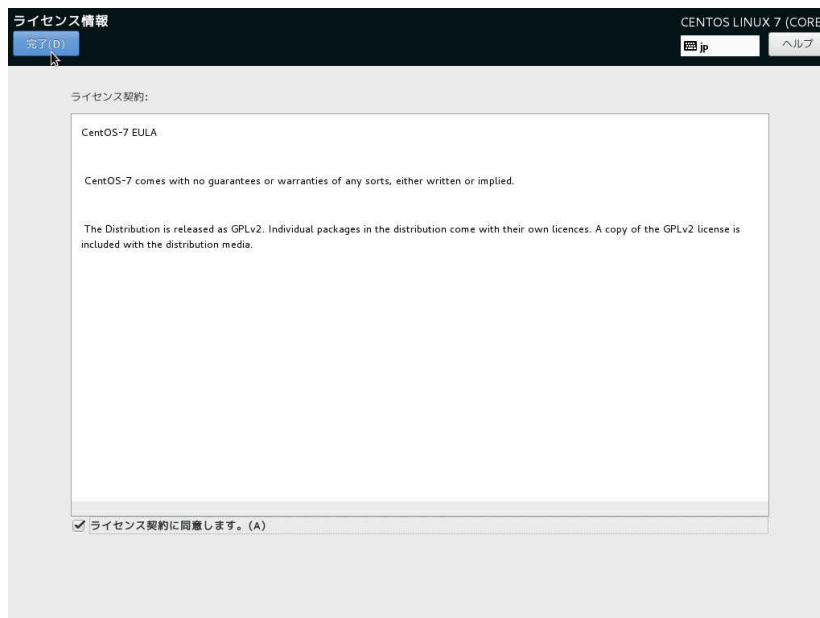 ライセンス情報
CENTOS LINUX 7 (CORE
完了(D)
jp
ヘルプ
ライセンス契約:
CentOS-7 EULA
CentOS-7 comes with no guarantees or warranties of any sorts, either written or implied.
The Distribution is released as GPLv2. Individual packages in the distribution come with their own licences. A copy of the GPLv2 license is
included with the distribution media.
ライセンス契約に同意します。(A)